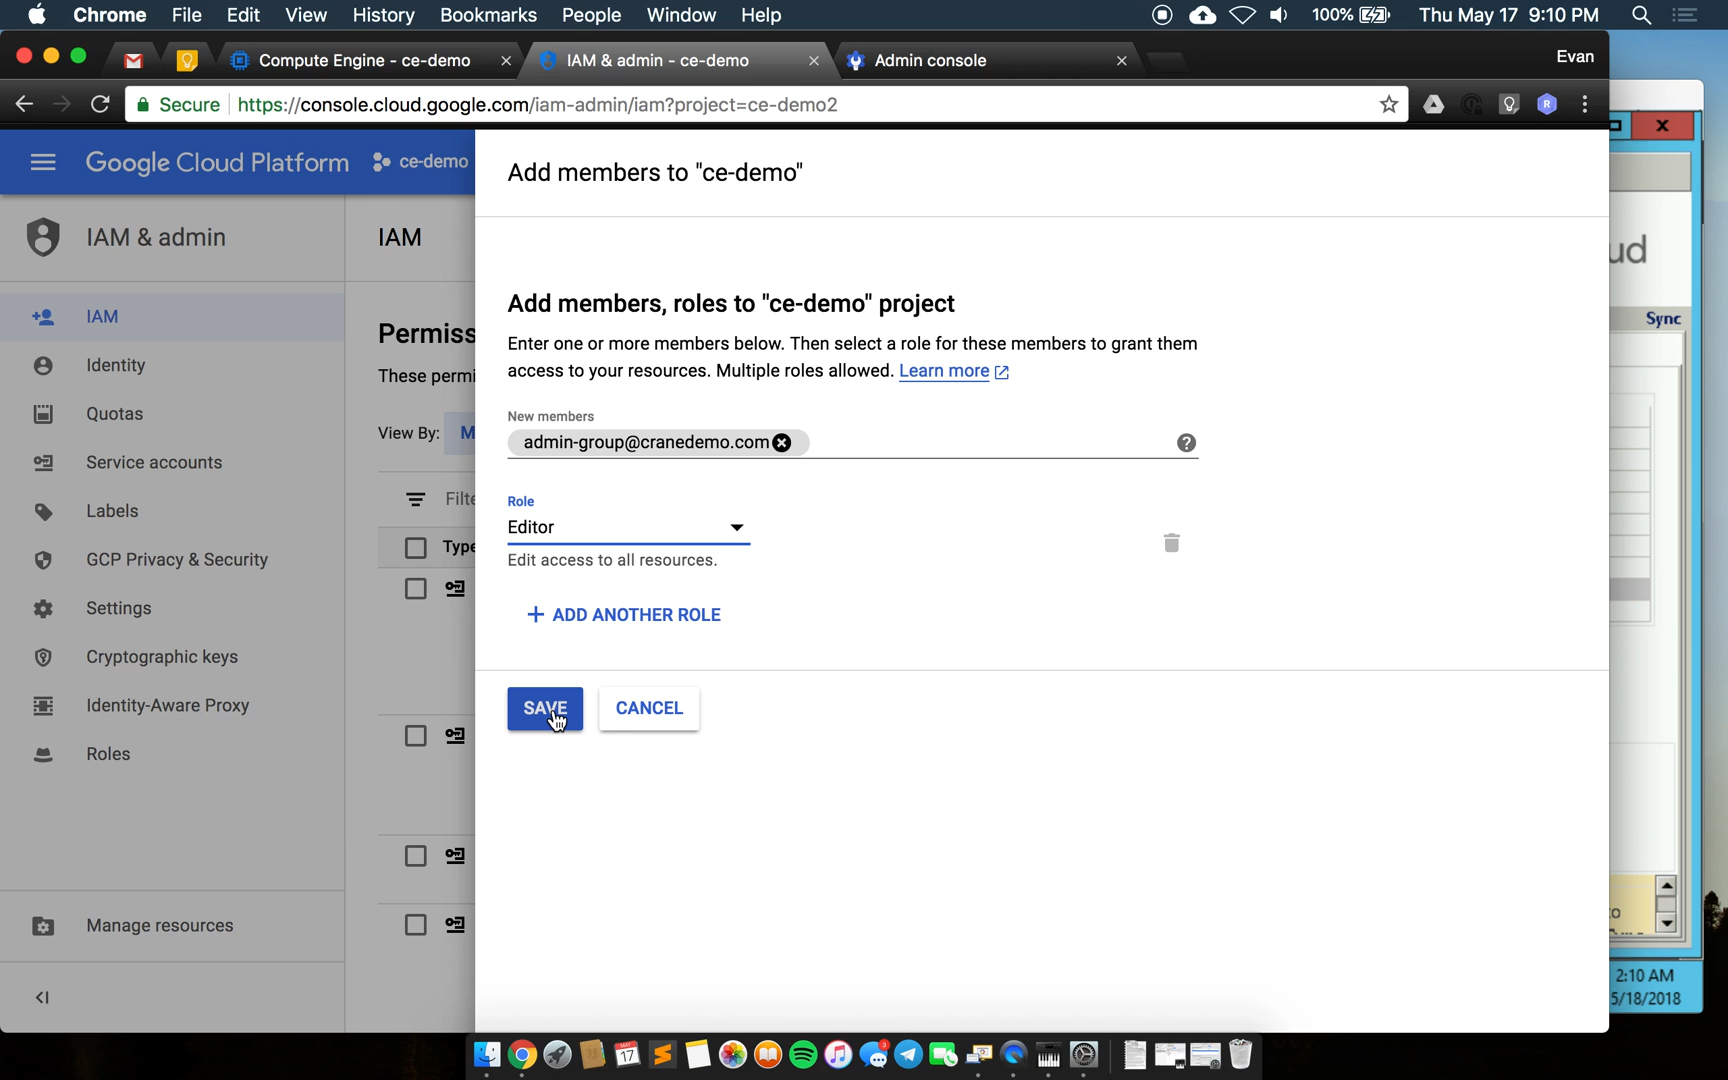 Chrome File Edit View History Bookmarks People Window Help 100% Thu May 17 9:10 PM
Compute Engine - ce-demo IAM & admin - ce-demo Admin console Evan
Secure https://console.cloud.google.com/iam-admin/iam?project=ce-demo2
Google Cloud Platform ce-demo
Add members to "ce-demo"
IAM & admin
IAM
IAM
Identity
Quotas
Service accounts
Labels
GCP Privacy & Security
Settings
Cryptographic keys
Identity-Aware Proxy
Roles
Manage resources
Permiss
These permi
View By: M
Filte
Type
Add members, roles to "ce-demo" project
Enter one or more members below. Then select a role for these members to grant them
access to your resources. Multiple roles allowed. Learn more
New members
admin-group@cranedemo.com
Role
Editor
Edit access to all resources.
ADD ANOTHER ROLE
SAVE CANCEL
ud
Sync
to
2:10 AM
5/18/2018
17
3